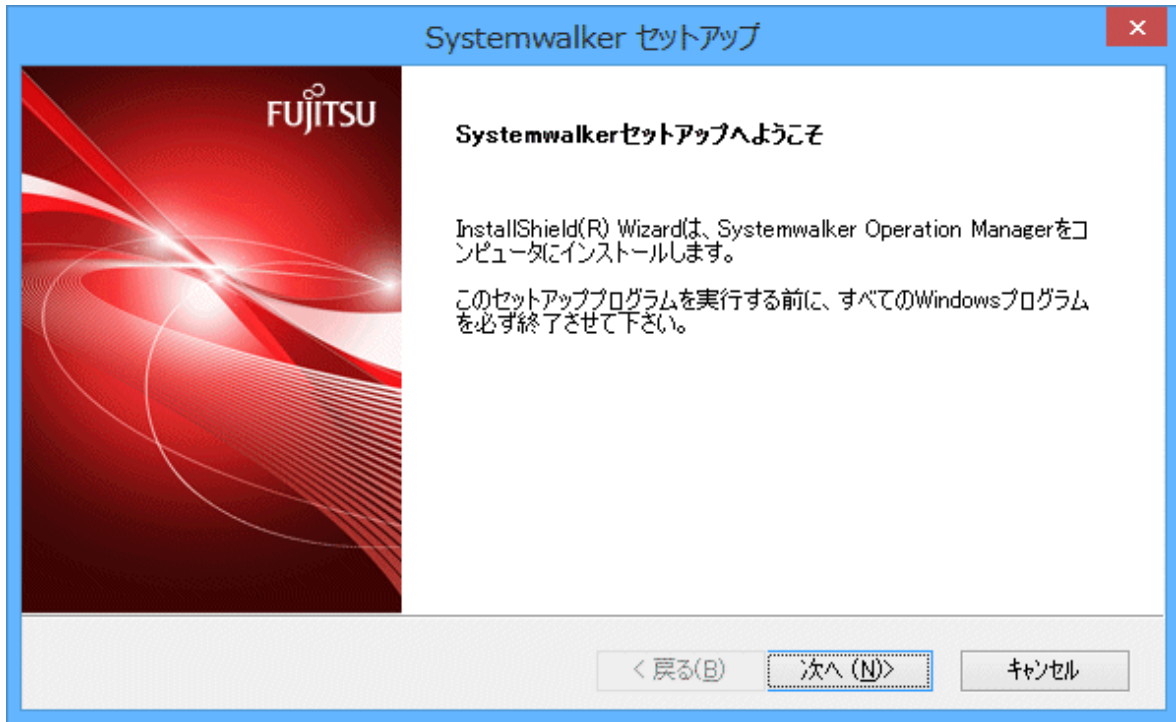 Systemwalker セットアップ
FUJITSU
Systemwalkerセットアップへようこそ
InstallShield(R) Wizardは、Systemwalker Operation Managerをコ
ンピュータにインストールします。
このセットアッププログラムを実行する前に、すべてのWindowsプログラム
を必ず終了させて下さい。
< 戻る(B)
次へ (N)>
キャンセル